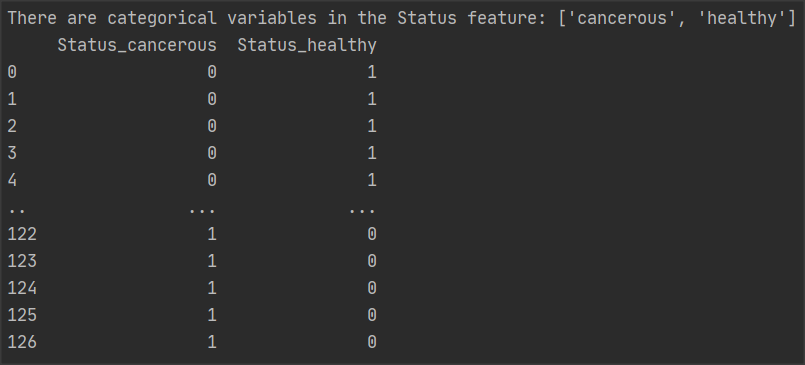 There are categorical variables in the Status feature: ['cancerous', 'healthy']
     Status_cancerous  Status_healthy
0                   0               1
1                   0               1
2                   0               1
3                   0               1
4                   0               1
..                ...             ...
122                 1               0
123                 1               0
124                 1               0
125                 1               0
126                 1               0